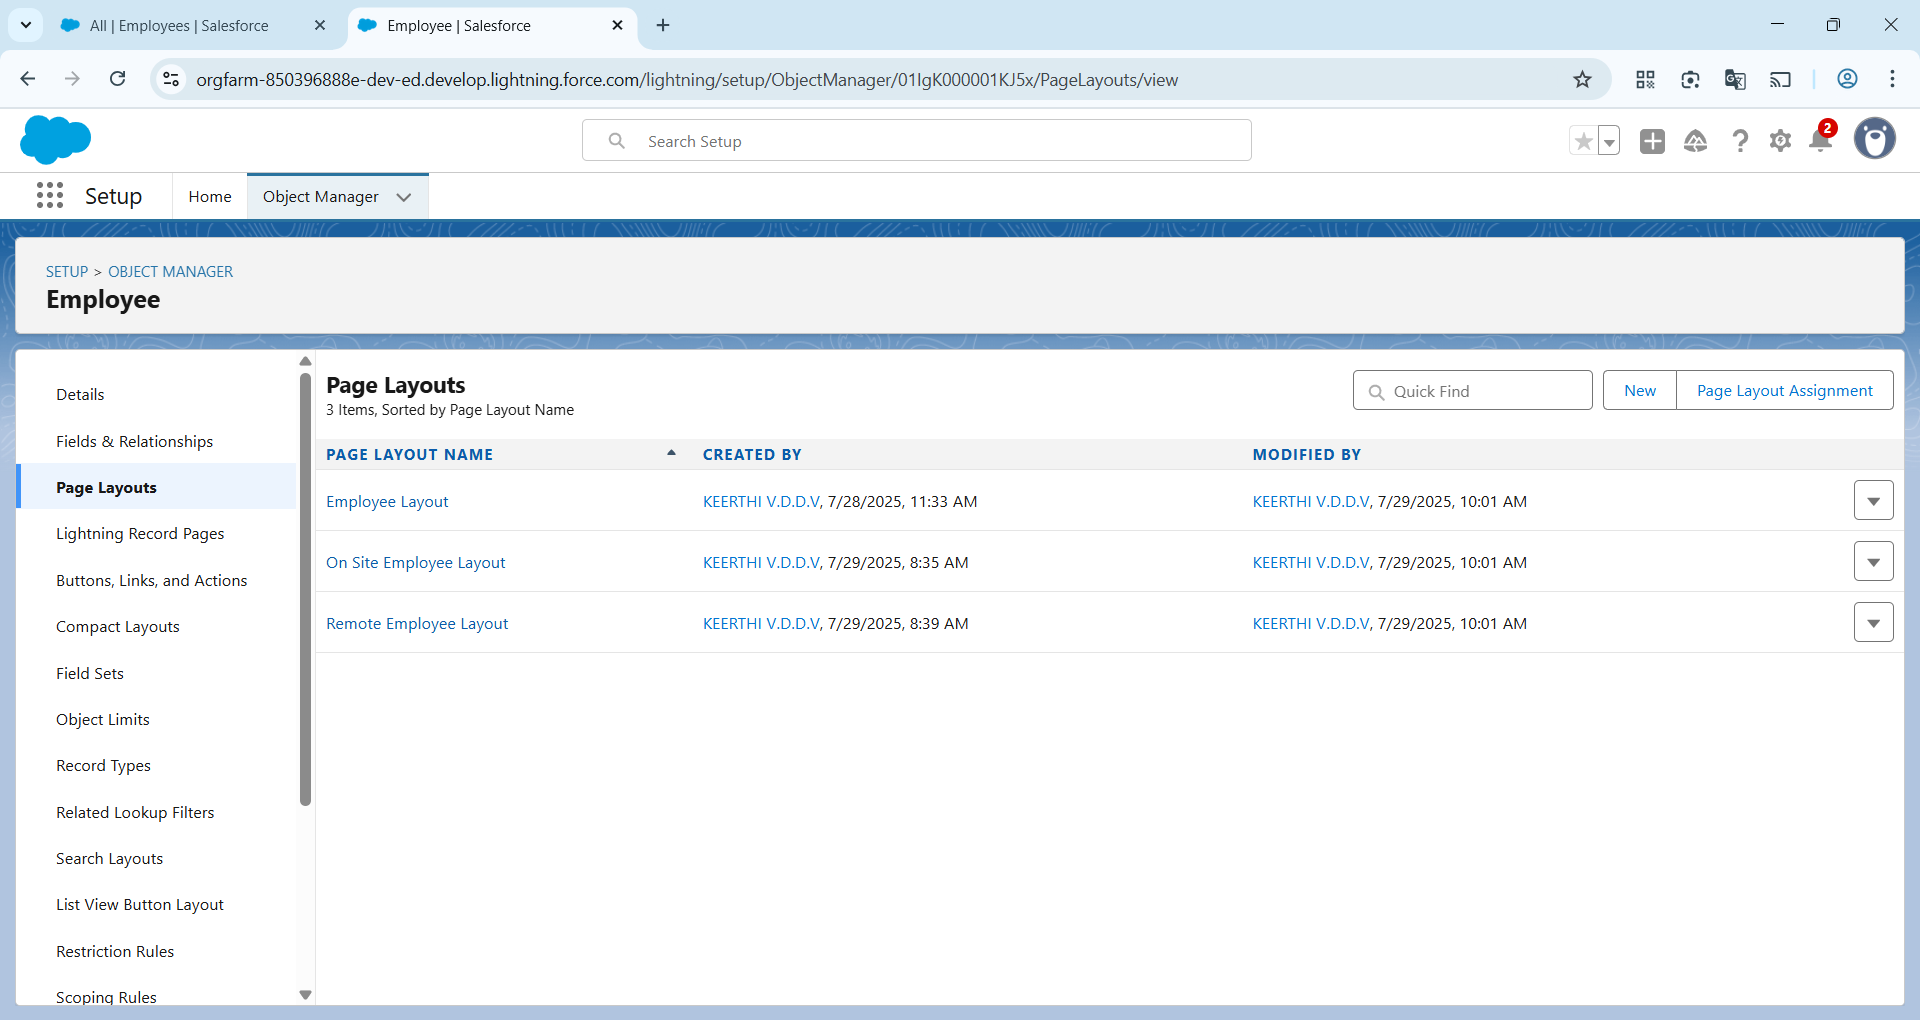 All | Employees | Salesforce
Employee | Salesforce
orgfarm-850396888e-dev-ed.develop.lightning.force.com/lightning/setup/ObjectManager/01IgK000001KJ5x/PageLayouts/view
Search Setup
2
Setup
Home
Object Manager
SETUP > OBJECT MANAGER
Employee
Details
Fields & Relationships
Page Layouts
Lightning Record Pages
Buttons, Links, and Actions
Compact Layouts
Field Sets
Object Limits
Record Types
Related Lookup Filters
Search Layouts
List View Button Layout
Restriction Rules
Scoping Rules
Page Layouts
3 Items, Sorted by Page Layout Name
Quick Find
New
Page Layout Assignment
PAGE LAYOUT NAME CREATED BY MODIFIED BY
Employee Layout KEERTHI V.D.D.V, 7/28/2025, 11:33 AM KEERTHI V.D.D.V, 7/29/2025, 10:01 AM
On Site Employee Layout KEERTHI V.D.D.V, 7/29/2025, 8:35 AM KEERTHI V.D.D.V, 7/29/2025, 10:01 AM
Remote Employee Layout KEERTHI V.D.D.V, 7/29/2025, 8:39 AM KEERTHI V.D.D.V, 7/29/2025, 10:01 AM